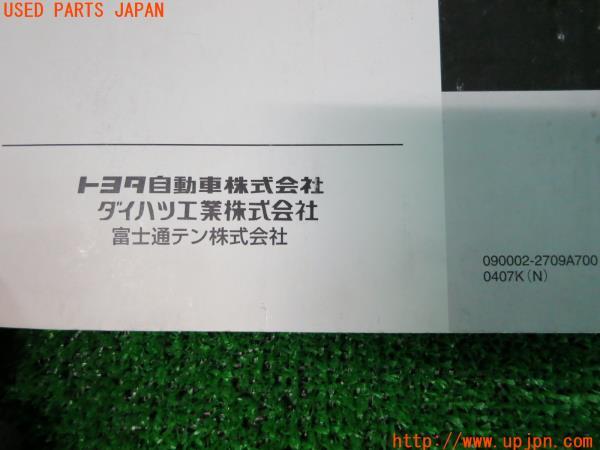 USED PARTS JAPAN
トヨタ自動車株式会社
ダイハツ工業株式会社
富士通テン株式会社
090002-2709A700
0407K(N)
http://www.upjpn.com/